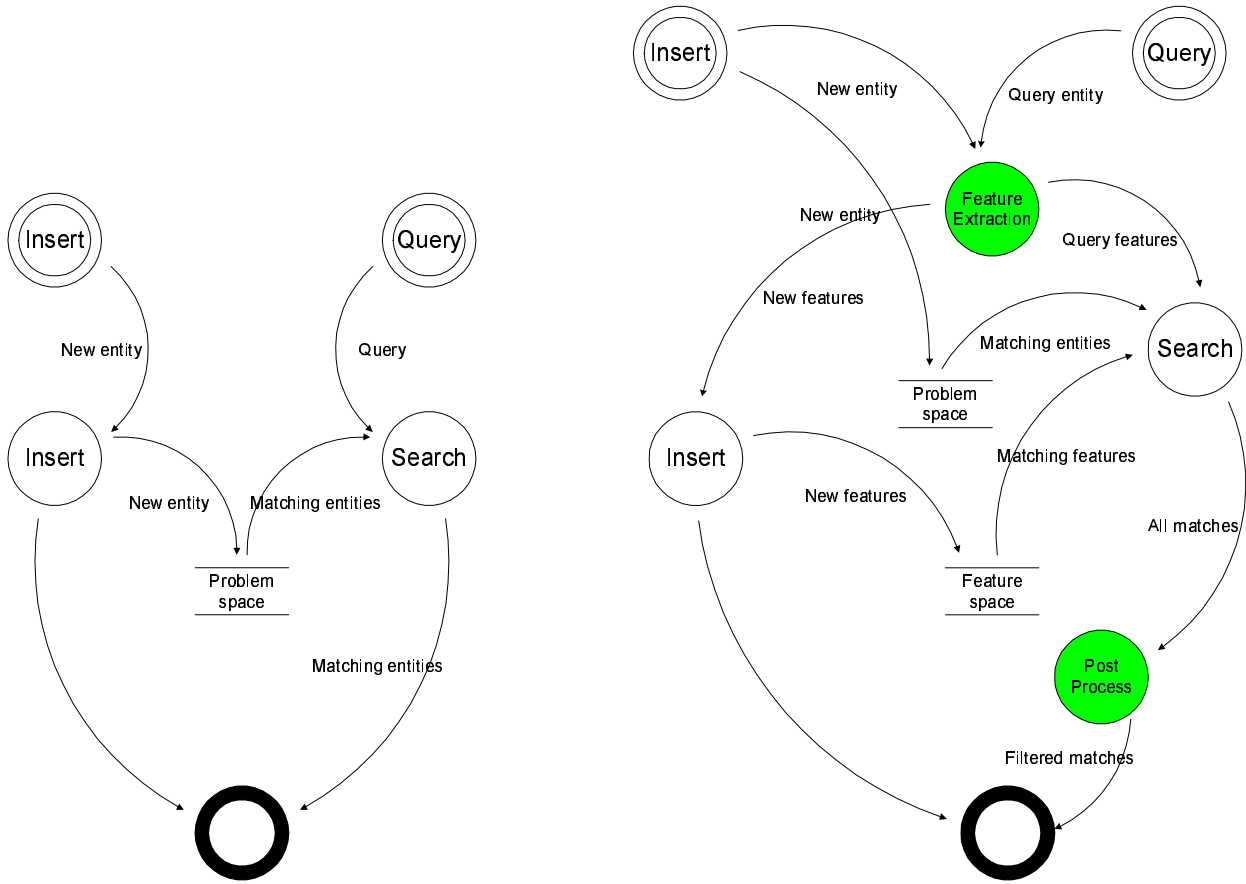 Insert
Query
New entity
Query
Insert
Search
New entity
Matching entities
Problem
space
Matching entities
Insert
Query
New entity
Query entity
Feature
Extraction
New entity
Query features
New features
Matching entities
Search
Problem
space
Insert
Matching features
New features
All matches
Feature
space
Post
Process
Filtered matches